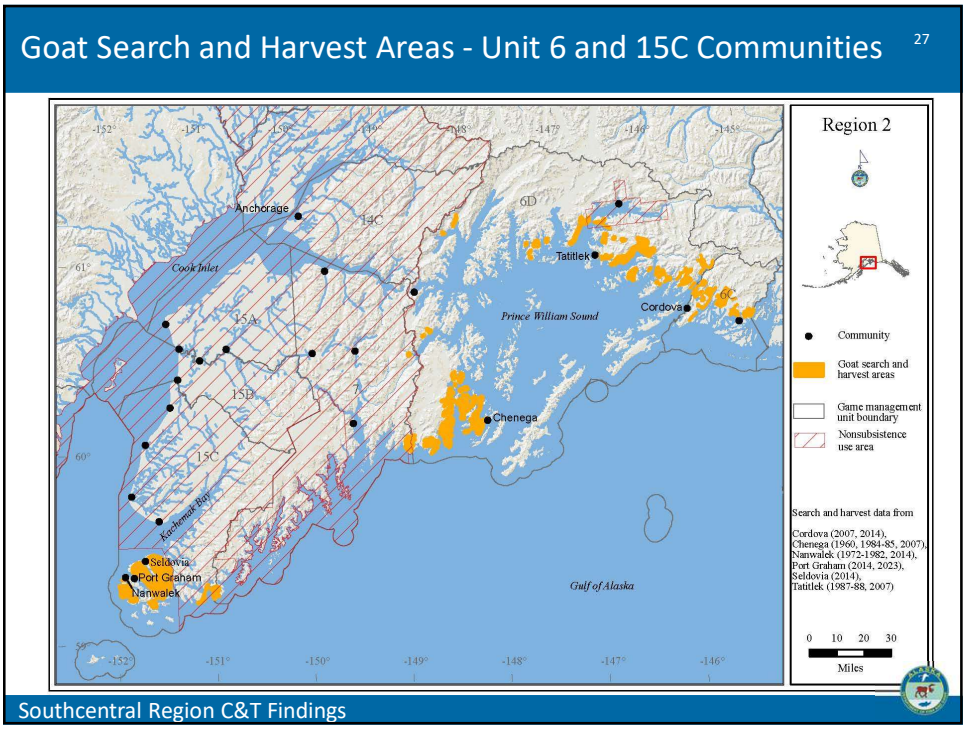 Goat Search and Harvest Areas - Unit 6 and 15C Communities
27
-152°
-151°
-150°
-149°
-148°
-147°
-146°
-145°
6D
Anchorage
14C
61°
Cook Inlet
Tatitlek
6C
Cordova
Prince William Sound
15A
15B
7
Chenega
60°
15C
Kachemak Bay
Seldovia
Port Graham
Nanwalek
Gulf of Alaska
59°
-152°
-151°
-150°
-149°
-148°
-147°
-146°
Region 2
Community
Goat search and
harvest areas
Game management
unit boundary
Nonsubsistence
use area
Search and harvest data from
Cordova (2007, 2014),
Chenega (1960, 1984-85, 2007),
Nanwalek (1972-1982, 2014),
Port Graham (2014, 2023),
Seldovia (2014),
Tatitlek (1987-88, 2007)
0 10 20 30
Miles
ALASKA
Southcentral Region C&T Findings